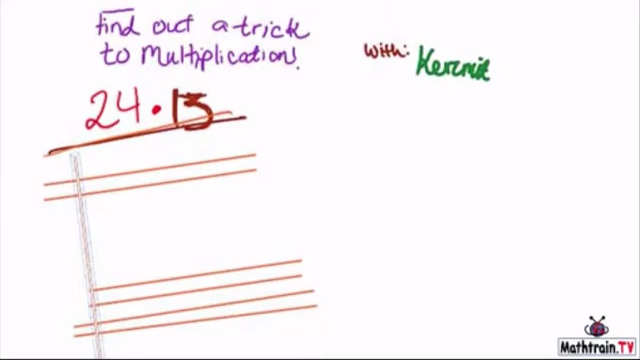 find out a trick
to Multiplication!
with: Kermit
24 · 13
Mathtrain.TV